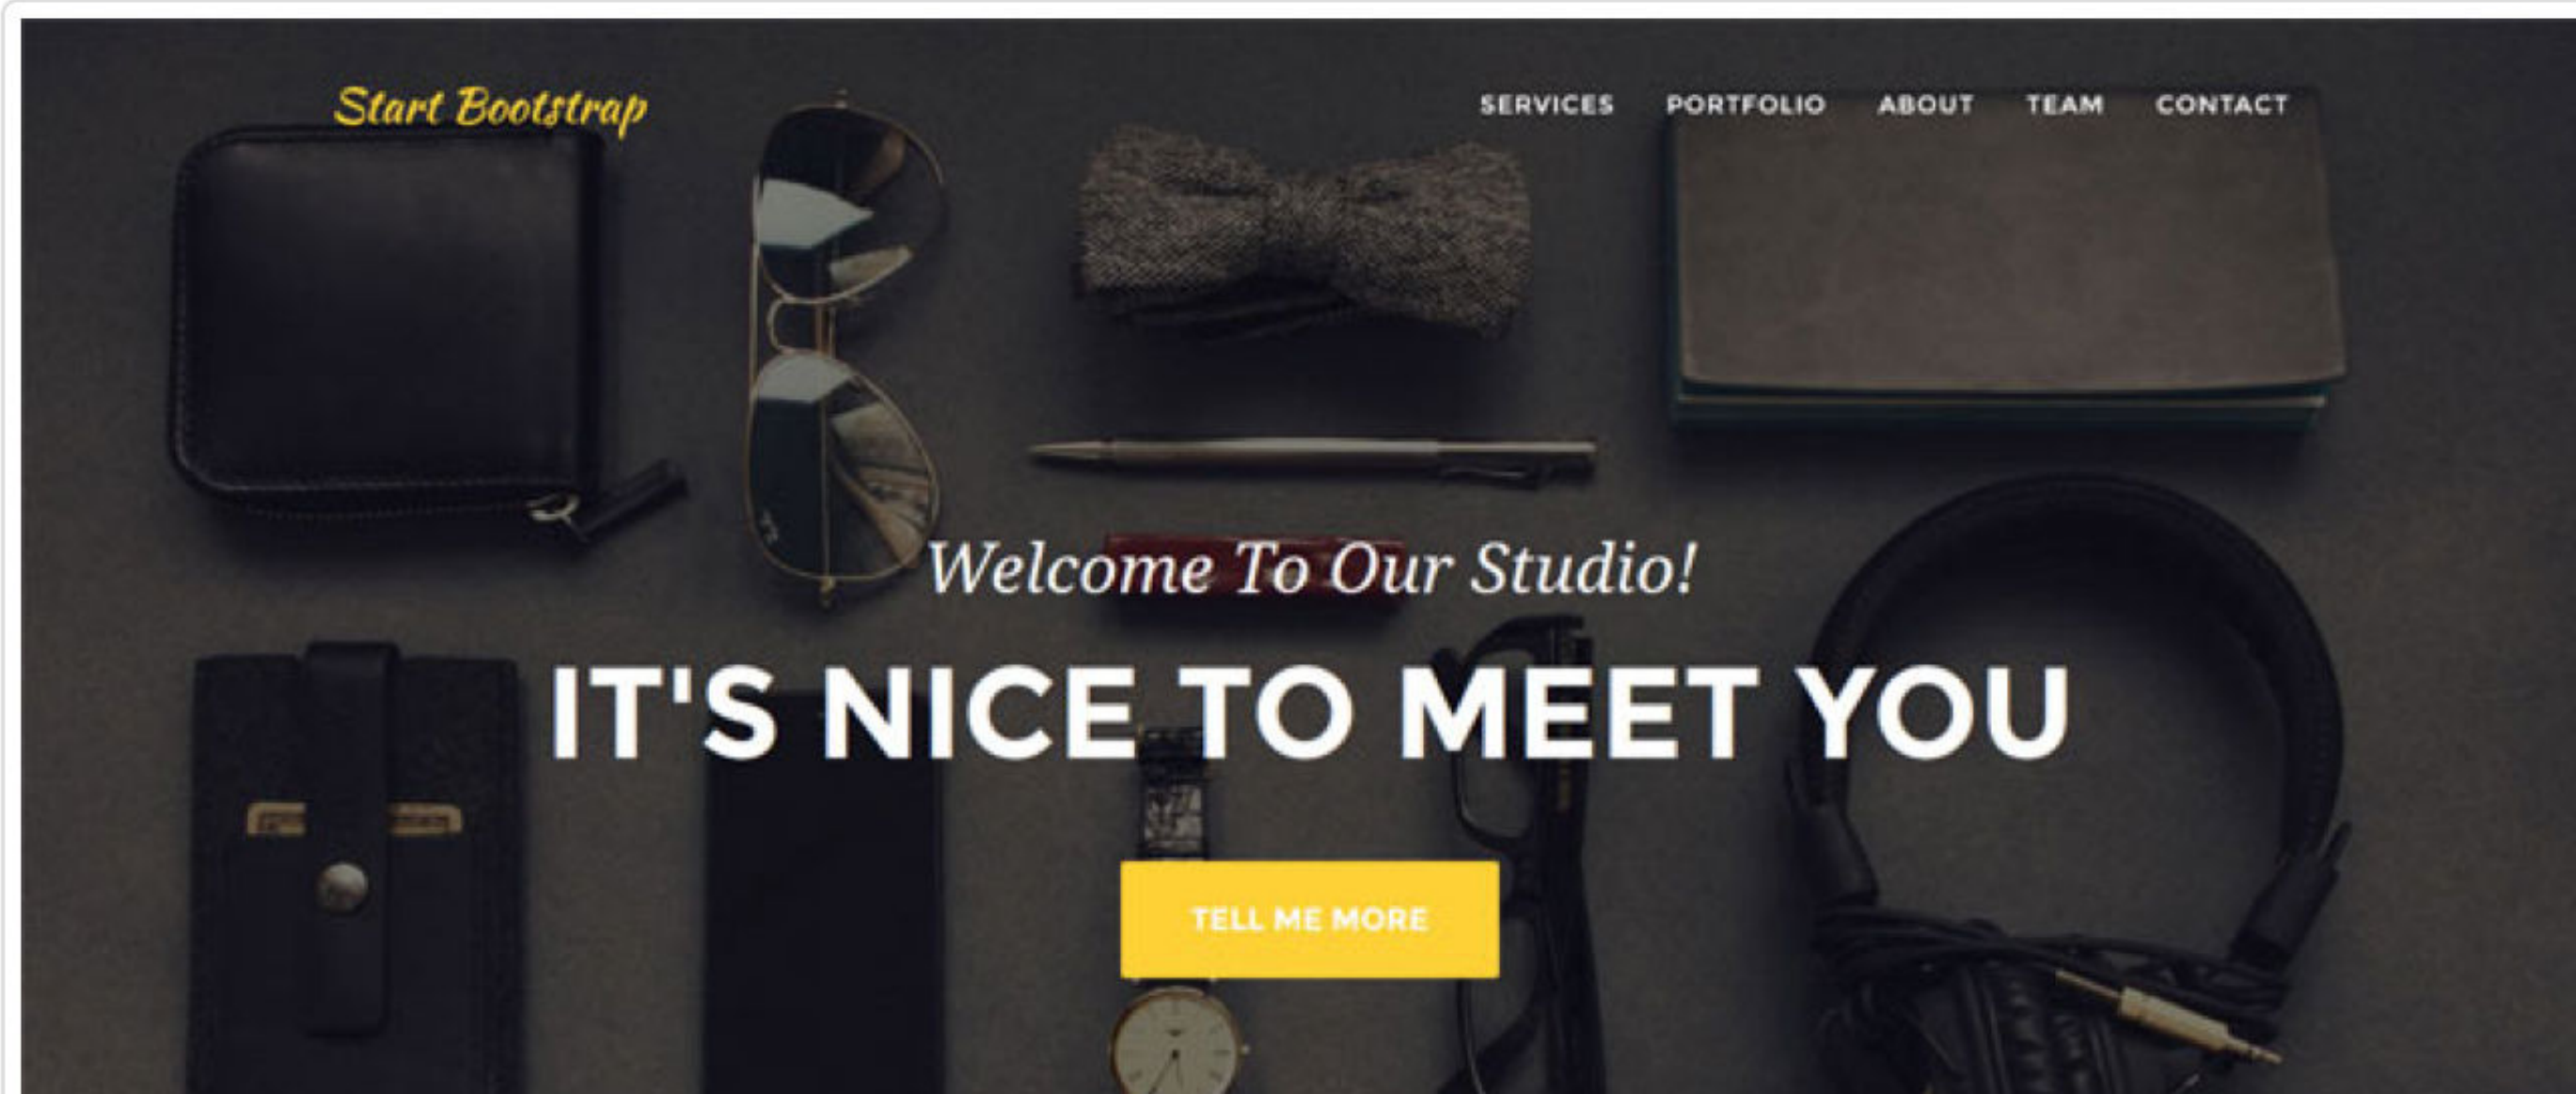 Start Bootstrap
SERVICES PORTFOLIO ABOUT TEAM CONTACT
Welcome To Our Studio!
IT'S NICE TO MEET YOU
TELL ME MORE